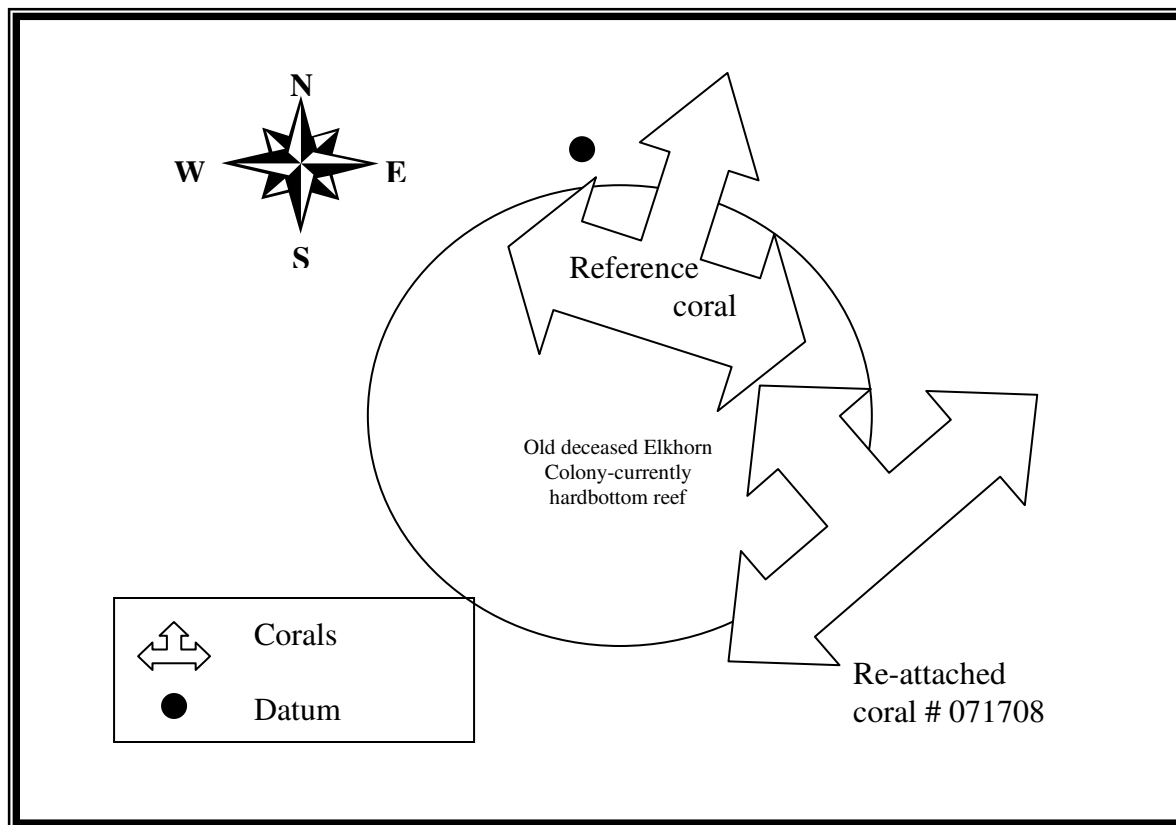 N
W E
S
Reference
coral
Old deceased Elkhorn
Colony-currently
hardbottom reef
Corals
Datum
Re-attached
coral # 071708